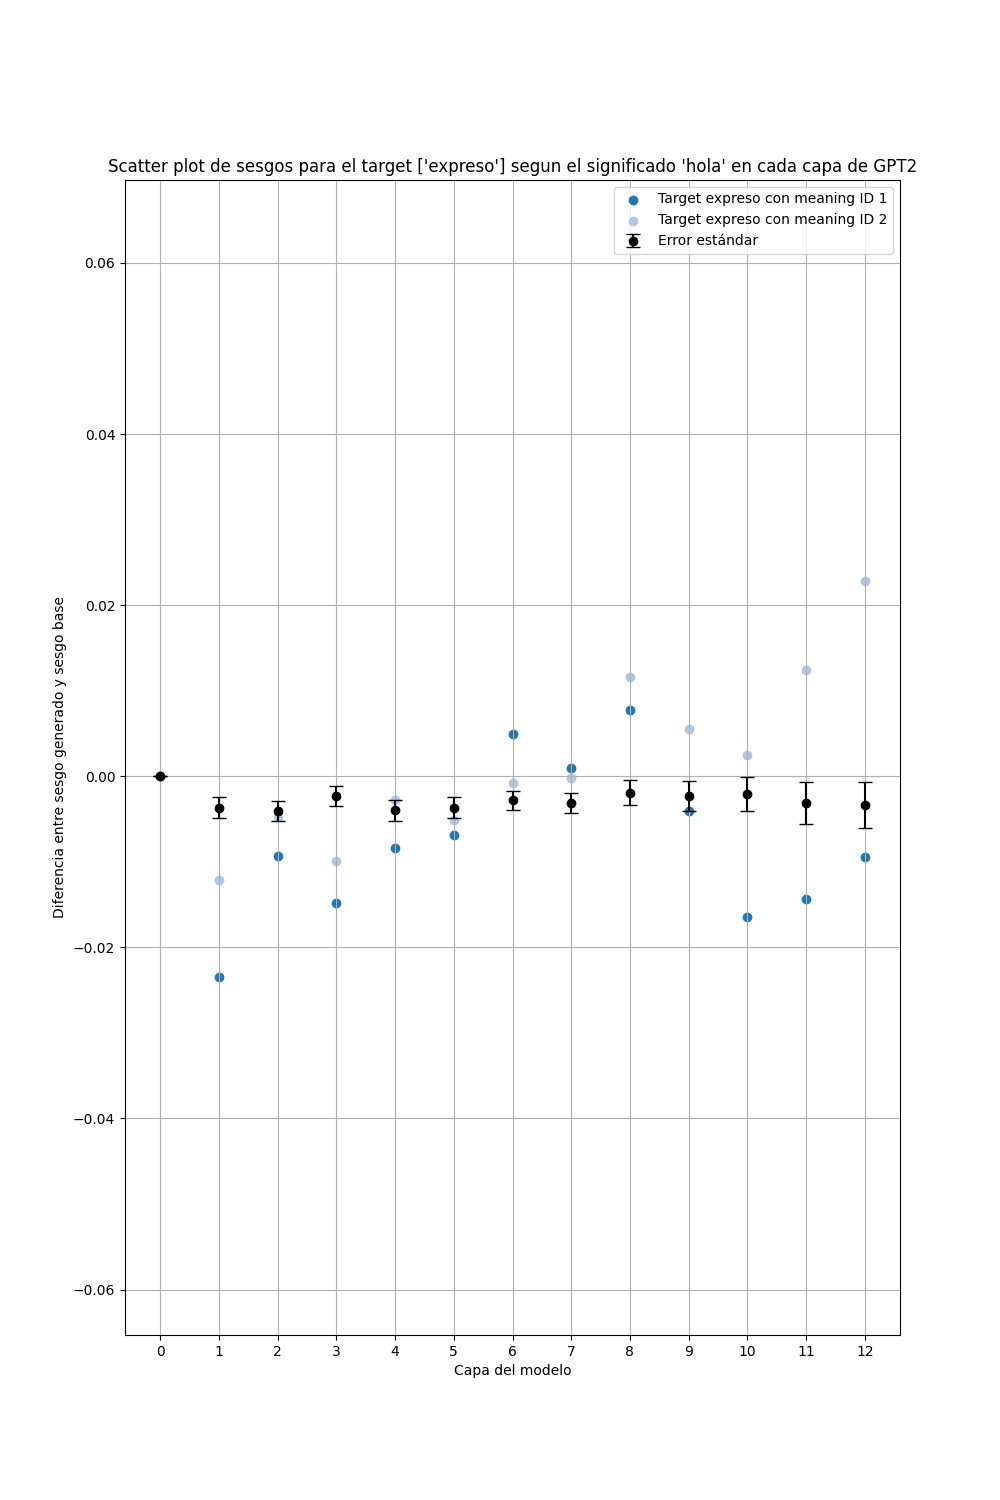 Scatter plot de sesgos para el target ['expreso'] segun el significado 'hola' en cada capa de GPT2
Target expreso con meaning ID 1
Target expreso con meaning ID 2
Error estándar
0.06
0.04
0.02
0.00
−0.02
−0.04
−0.06
Diferencia entre sesgo generado y sesgo base
0 1 2 3 4 5 6 7 8 9 10 11 12
Capa del modelo